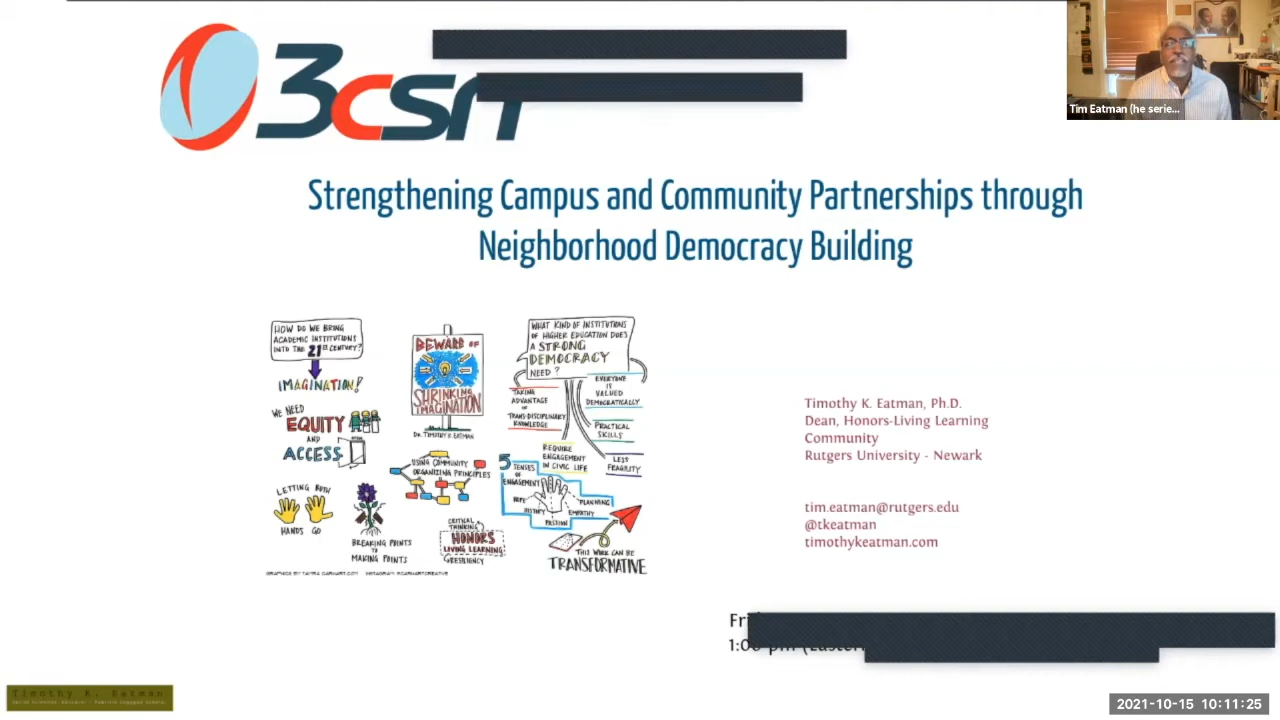 3csn
Tim Eatman (he serie...
Strengthening Campus and Community Partnerships through
Neighborhood Democracy Building
HOW DO WE BRING
ACADEMIC INSTITUTIONS
INTO THE 21ST CENTURY?
IMAGINATION!
WE NEED
EQUITY
AND
ACCESS
LETTING BOTH
HANDS GO
BREAKING POINTS
TO
MAKING POINTS
BEWARE OF
SHRINKING
IMAGINATION
DR. TIMOTHY K. EATMAN
USING COMMUNITY
ORGANIZING PRINCIPLES
CRITICAL
THINKING
HONORS
LIVING LEARNING
RESILIENCY
WHAT KIND OF INSTITUTIONS
OF HIGHER EDUCATION DOES
A STRONG
DEMOCRACY
NEED?
TAKING
ADVANTAGE
OF
TRANS-DISCIPLINARY
KNOWLEDGE
EVERYONE
IS
VALUED
DEMOCRATICALLY
PRACTICAL
SKILLS
REQUIRE
ENGAGEMENT
IN CIVIC LIFE
LESS
FRAGILITY
5 SENSES
OF
ENGAGEMENT
HOPE
HISTORY
PASSION
EMPATHY
PLANNING
THIS WORK CAN BE
TRANSFORMATIVE
Timothy K. Eatman, Ph.D.
Dean, Honors-Living Learning
Community
Rutgers University - Newark
tim.eatman@rutgers.edu
@tkeatman
timothykeatman.com
Fri
1:00 pm (Eastern
Timothy K. Eatman
2021-10-15 10:11:25